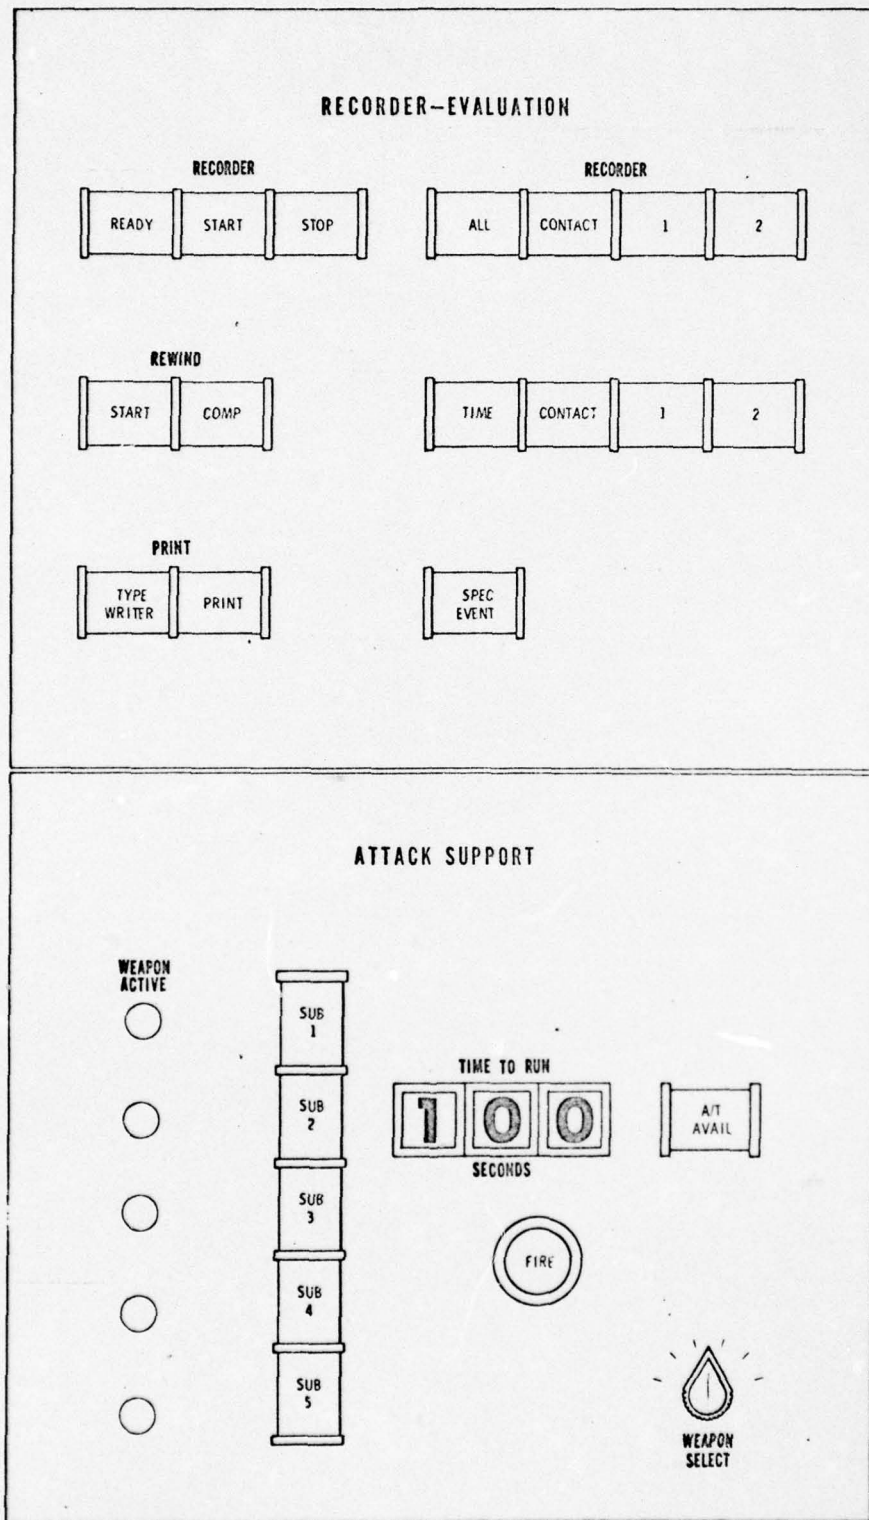 RECORDER-EVALUATION
RECORDER
READY START STOP
RECORDER
ALL CONTACT 1 2
REWIND
START COMP
TIME CONTACT 1 2
PRINT
TYPE
WRITER
PRINT
SPEC
EVENT
ATTACK SUPPORT
WEAPON
ACTIVE
SUB
1
SUB
2
SUB
3
SUB
4
SUB
5
TIME TO RUN
100
SECONDS
A/T
AVAIL
FIRE
WEAPON
SELECT